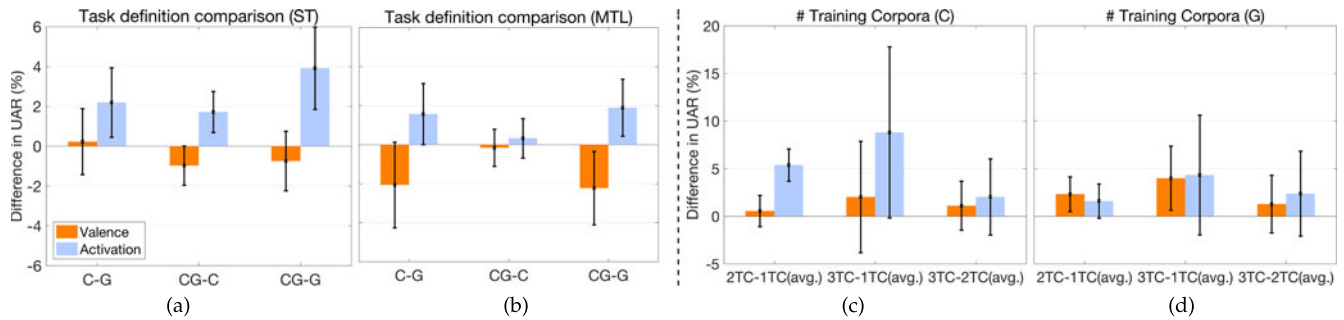 Task definition comparison (ST)
Difference in UAR (%)
6
4
2
0
-2
-4
-6
Valence
Activation
C-G
CG-C
CG-G
(a)
Task definition comparison (MTL)
C-G
CG-C
CG-G
(b)
# Training Corpora (C)
Difference in UAR (%)
20
15
10
5
0
-5
2TC-1TC(avg.) 3TC-1TC(avg.) 3TC-2TC(avg.)
(c)
# Training Corpora (G)
2TC-1TC(avg.) 3TC-1TC(avg.) 3TC-2TC(avg.)
(d)